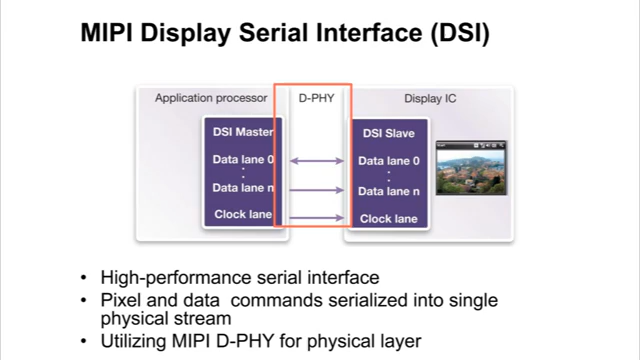 MIPI Display Serial Interface (DSI)
Application processor
D-PHY
Display IC
DSI Master
DSI Slave
Data lane 0
Data lane 0
Data lane n
Data lane n
Clock lane
Clock lane
• High-performance serial interface
• Pixel and data commands serialized into single
physical stream
• Utilizing MIPI D-PHY for physical layer